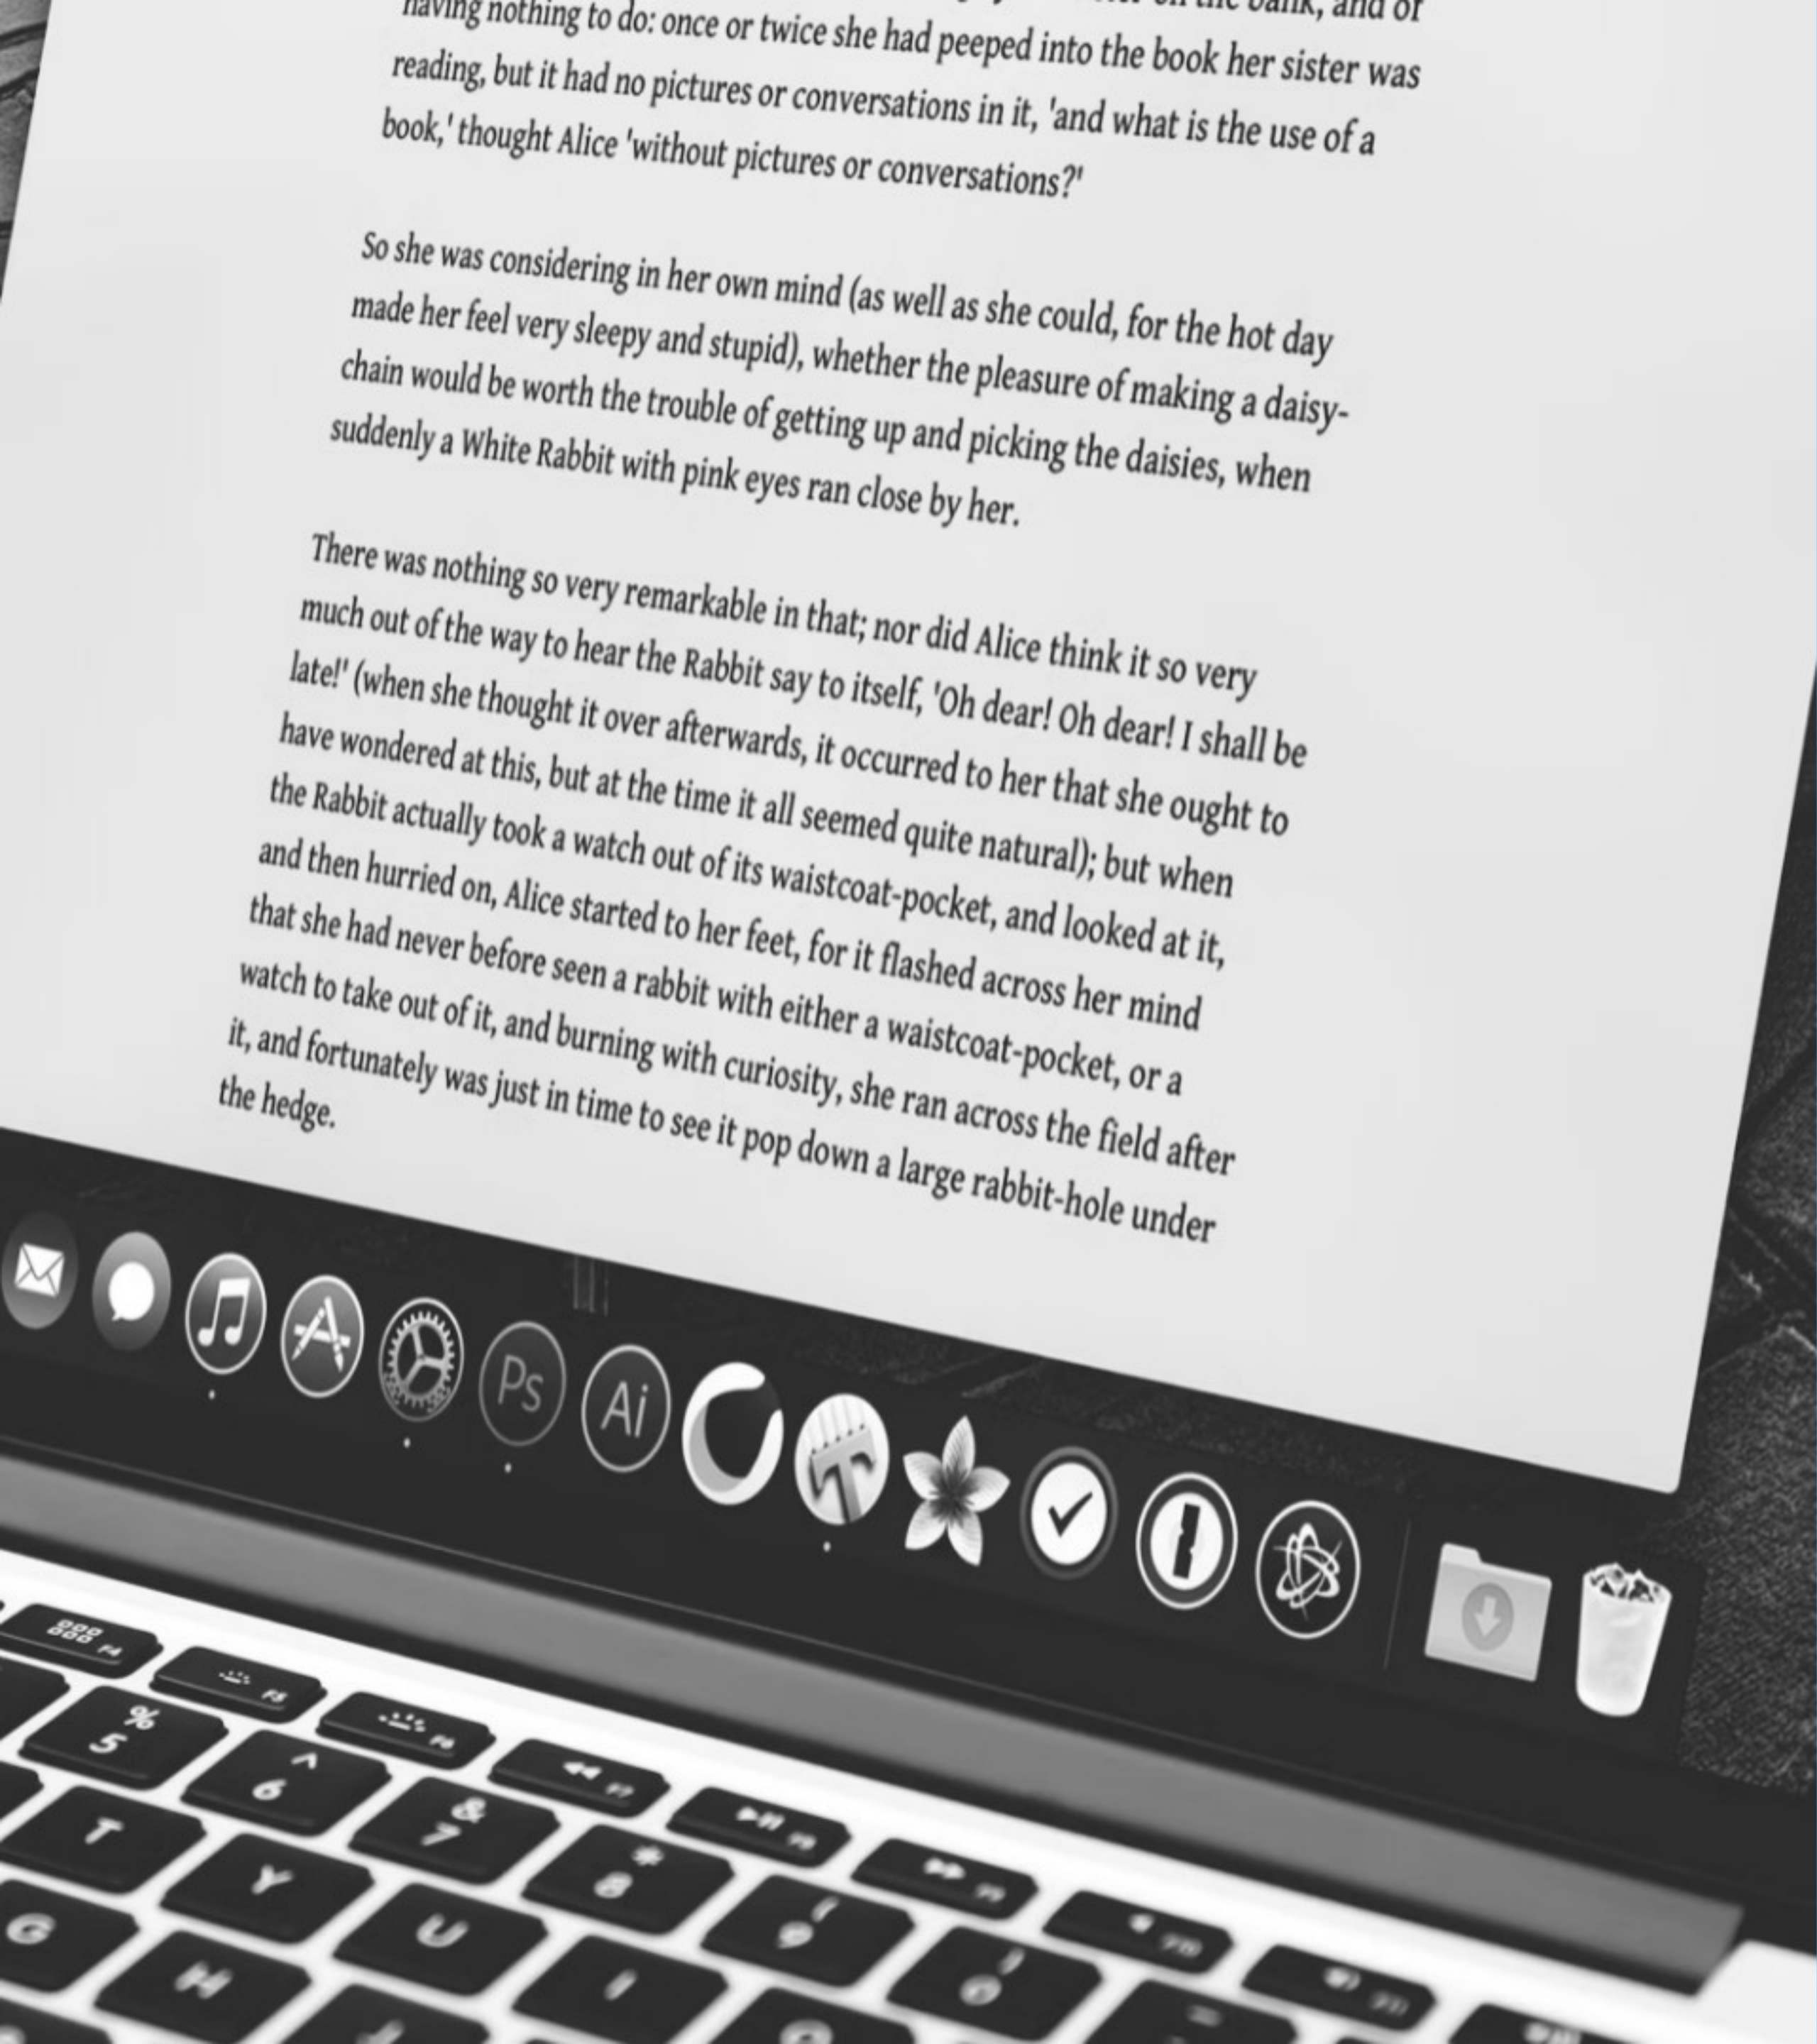 the bank, and of
having nothing to do: once or twice she had peeped into the book her sister was
reading, but it had no pictures or conversations in it, 'and what is the use of a
book,' thought Alice 'without pictures or conversations?'
So she was considering in her own mind (as well as she could, for the hot day
made her feel very sleepy and stupid), whether the pleasure of making a daisy-
chain would be worth the trouble of getting up and picking the daisies, when
suddenly a White Rabbit with pink eyes ran close by her.
There was nothing so very remarkable in that; nor did Alice think it so very
much out of the way to hear the Rabbit say to itself, 'Oh dear! Oh dear! I shall be
late!' (when she thought it over afterwards, it occurred to her that she ought to
have wondered at this, but at the time it all seemed quite natural); but when
the Rabbit actually took a watch out of its waistcoat-pocket, and looked at it,
and then hurried on, Alice started to her feet, for it flashed across her mind
that she had never before seen a rabbit with either a waistcoat-pocket, or a
watch to take out of it, and burning with curiosity, she ran across the field after
it, and fortunately was just in time to see it pop down a large rabbit-hole under
the hedge.
Ps Ai T
F4 F5 F6 F7
% ^ & * ( )
5 6 7 8 9 0
T Y U I O
G H J